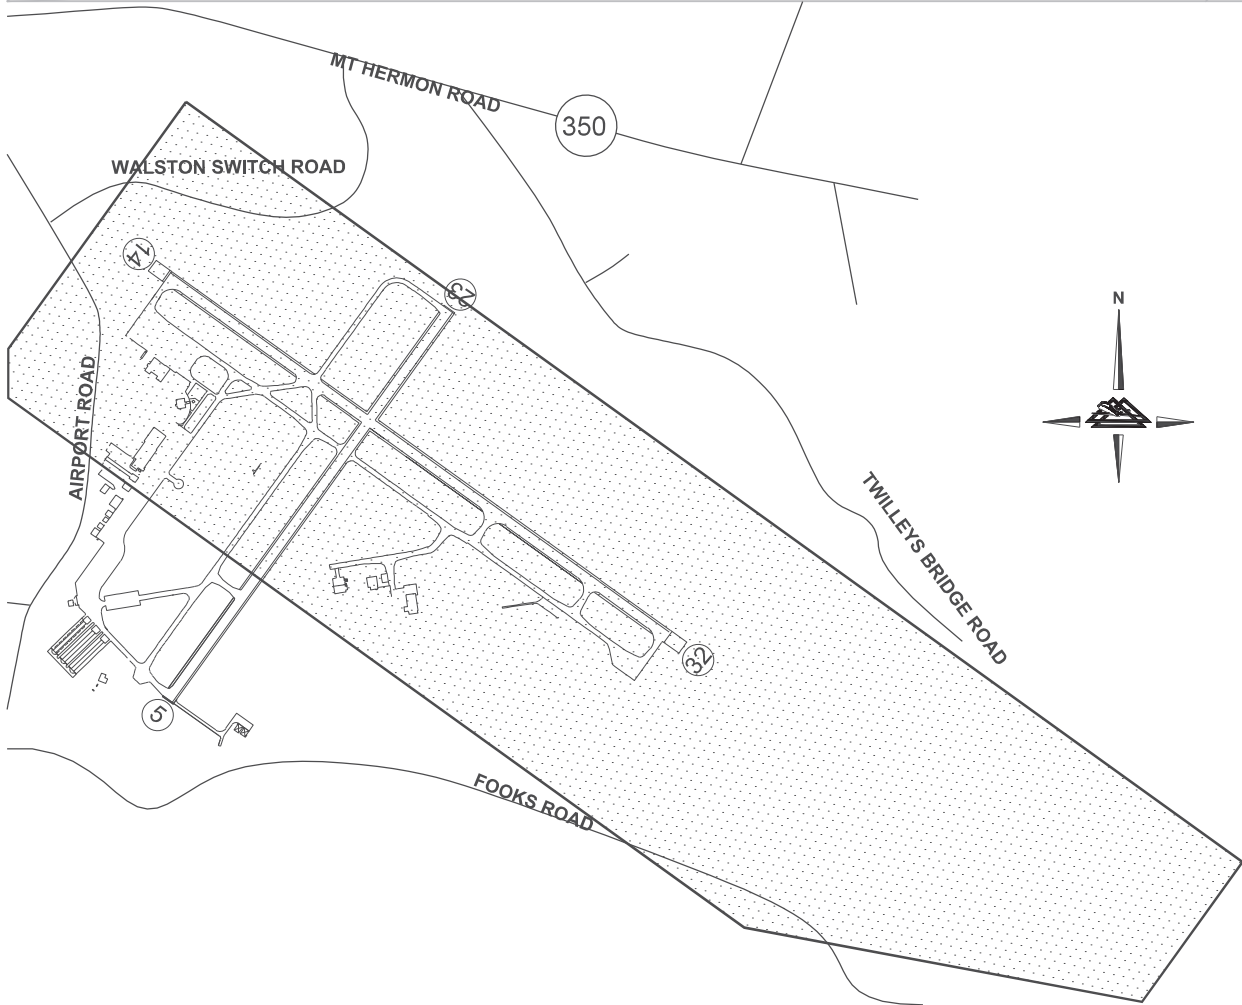 MT HERMON ROAD
350
WALSTON SWITCH ROAD
14
23
N
AIRPORT ROAD
TWILLEYS BRIDGE ROAD
32
5
FOOKS ROAD